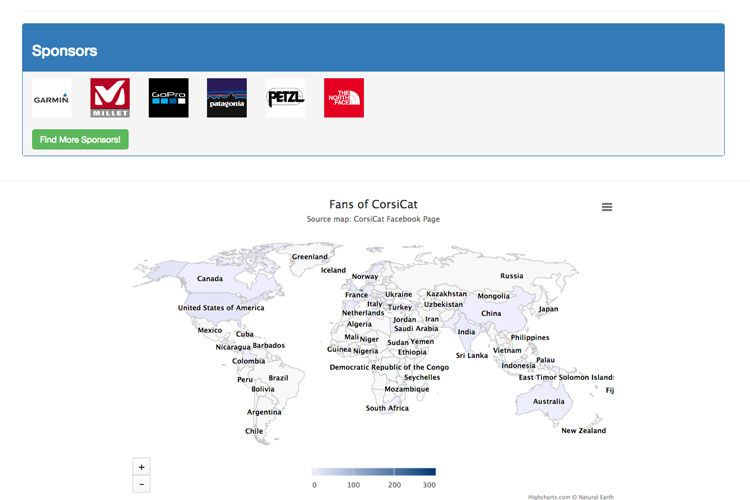 Sponsors
GARMIN
MILLET
GoPro
patagonia
PETZL
THE
NORTH
FACE
Find More Sponsors!
Fans of CorsiCat
Source map: CorsiCat Facebook Page
Greenland
Iceland
Norway
Russia
Canada
France
Ukraine
Kazakhstan
Mongolia
United States of America
Italy
Turkey
Uzbekistan
China
Japan
Netherlands
Mexico
Cuba
Algeria
Jordan
Iran
Saudi Arabia
India
Philippines
Nicaragua
Barbados
Mali
Niger
Sudan
Yemen
Guinea
Nigeria
Ethiopia
Sri Lanka
Vietnam
Palau
Colombia
Democratic Republic of the Congo
Indonesia
Peru
Brazil
Seychelles
East Timor
Solomon Islands
Bolivia
Mozambique
Fij
Argentina
South Africa
Australia
Chile
New Zealand
+
-
0
100
200
300
Highcharts.com © Natural Earth